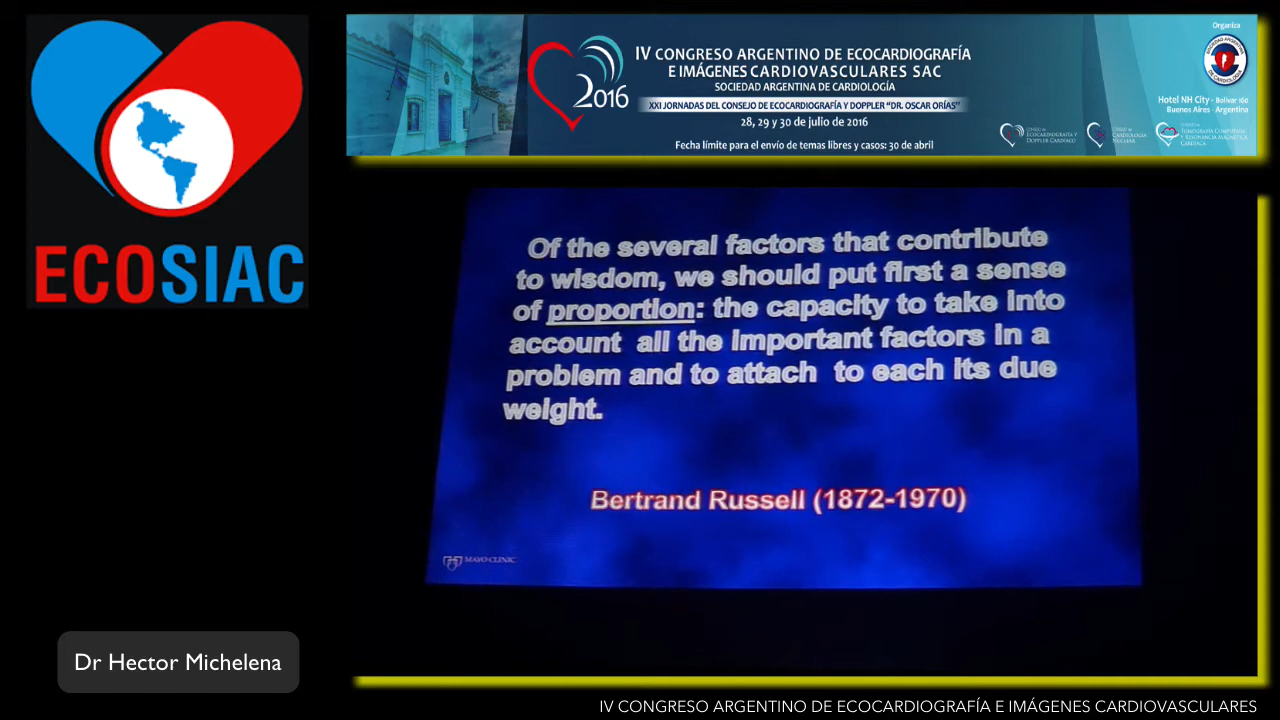 ECOSIAC
IV CONGRESO ARGENTINO DE ECOCARDIOGRAFÍA
E IMÁGENES CARDIOVASCULARES SAC
SOCIEDAD ARGENTINA DE CARDIOLOGÍA
XXI JORNADAS DEL CONSEJO DE ECOCARDIOGRAFÍA Y DOPPLER "DR. OSCAR ORÍAS"
28, 29 y 30 de julio de 2016
Fecha límite para el envío de temas libres y casos: 30 de abril
2016
Organiza
Hotel NH City - Bolívar 160
Buenos Aires - Argentina
Of the several factors that contribute
to wisdom, we should put first a sense
of proportion: the capacity to take into
account all the important factors in a
problem and to attach to each its due
weight.
Bertrand Russell (1872-1970)
MAYO CLINIC
Dr Hector Michelena
IV CONGRESO ARGENTINO DE ECOCARDIOGRAFÍA E IMÁGENES CARDIOVASCULARES